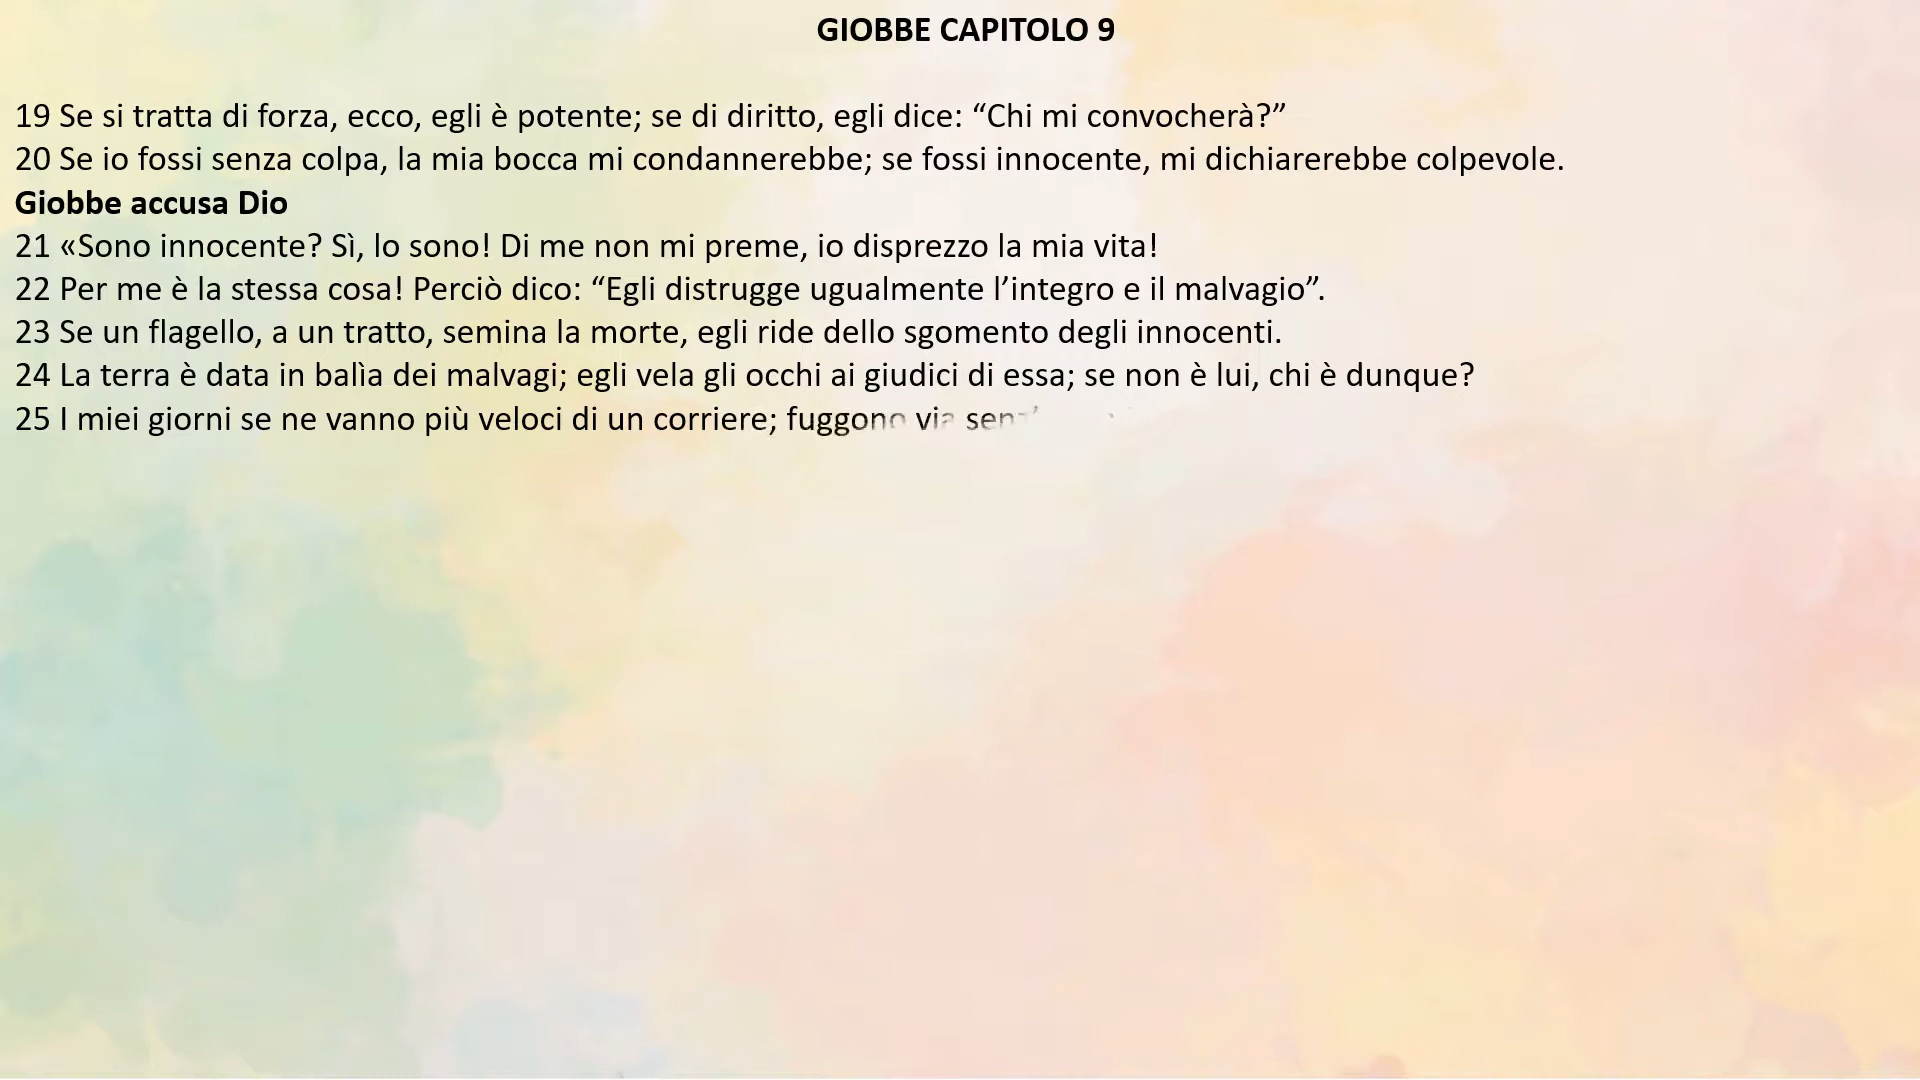 GIOBBE CAPITOLO 9
19 Se si tratta di forza, ecco, egli è potente; se di diritto, egli dice: “Chi mi convocherà?”
20 Se io fossi senza colpa, la mia bocca mi condannerebbe; se fossi innocente, mi dichiarerebbe colpevole.
Giobbe accusa Dio
21 «Sono innocente? Sì, lo sono! Di me non mi preme, io disprezzo la mia vita!
22 Per me è la stessa cosa! Perciò dico: “Egli distrugge ugualmente l’integro e il malvagio”.
23 Se un flagello, a un tratto, semina la morte, egli ride dello sgomento degli innocenti.
24 La terra è data in balìa dei malvagi; egli vela gli occhi ai giudici di essa; se non è lui, chi è dunque?
25 I miei giorni se ne vanno più veloci di un corriere; fuggono via